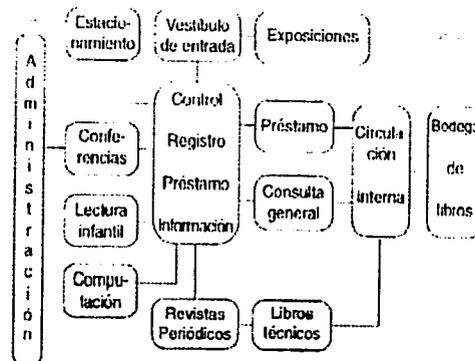 Administración
Estacio-
namiento
Vestíbulo
de entrada
Exposiciones
Control
Registro
Préstamo
Información
Confe-
rencias
Préstamo
Circula-
ción
interna
Bodega
de
libros
Lectura
infantil
Consulta
general
Compu-
tación
Revistas
Periódicos
Libros
técnicos